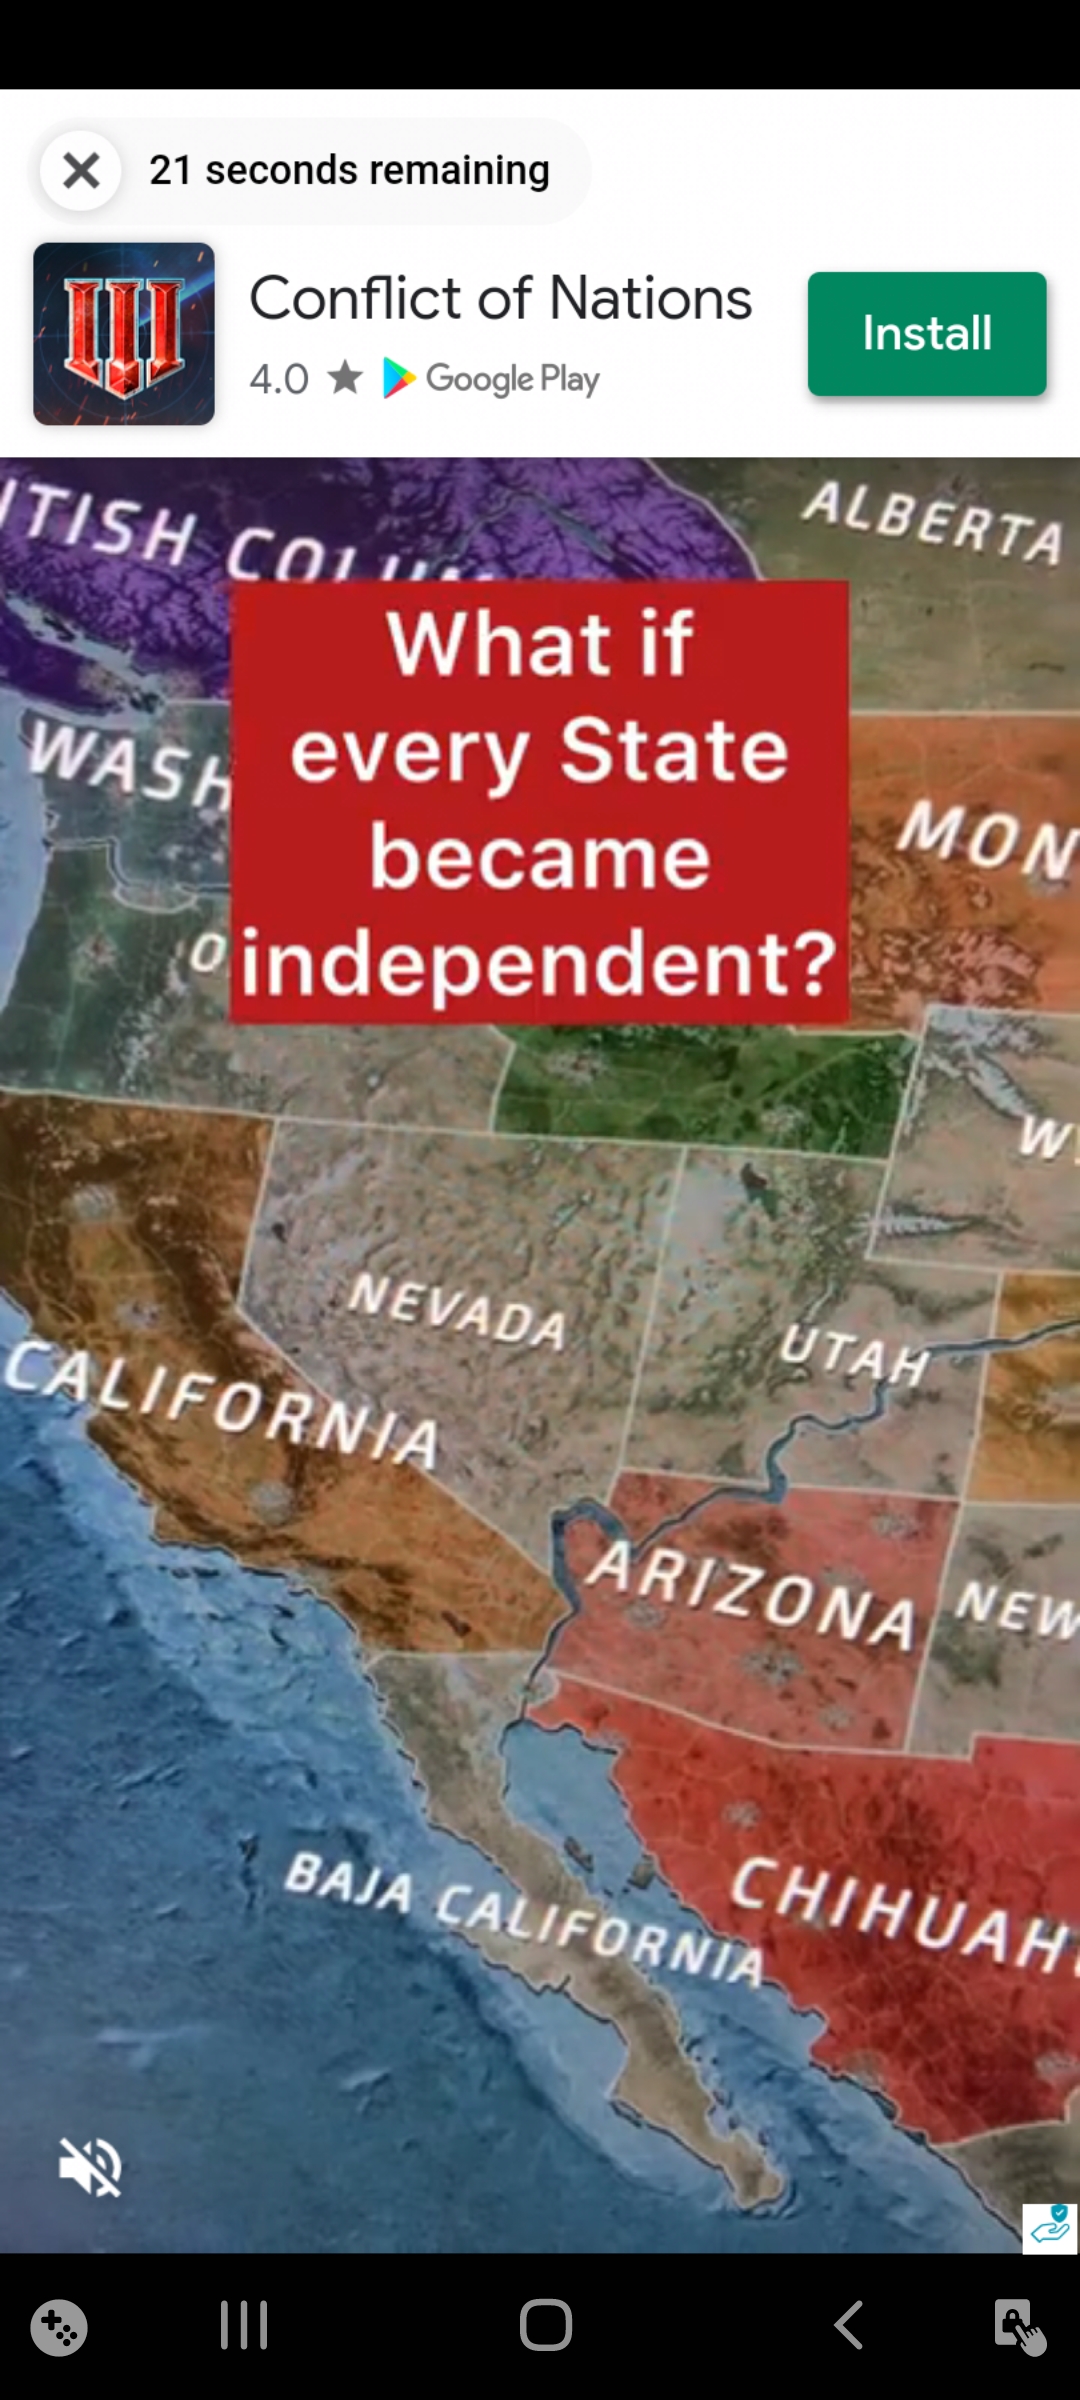 21 seconds remaining
Conflict of Nations
Install
4.0 ★ Google Play
ALBERTA
What if
every State
became
independent?
NEVADA
UTAH
CALIFORNIA
ARIZONA
NEW
BAJA CALIFORNIA